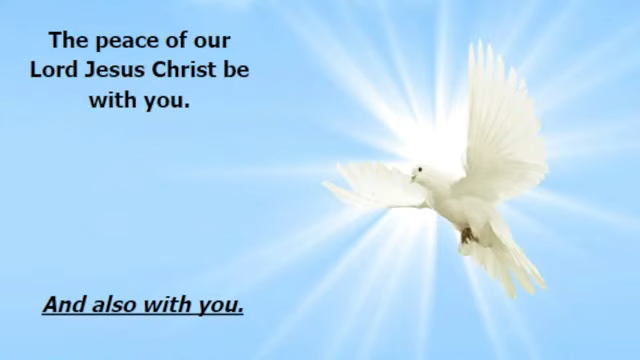 The peace of our
Lord Jesus Christ be
with you.
And also with you.